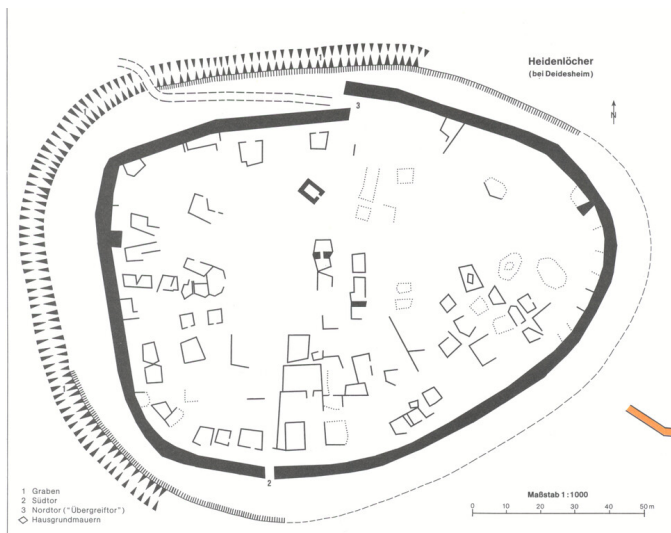 Heidenlöcher
(bei Deidesheim)
N
3
2
1 Graben
2 Südtor
3 Nordtor ("Übergreiftor")
Hausgrundmauern
Maßstab 1:1000
0 10 20 30 40 50 m